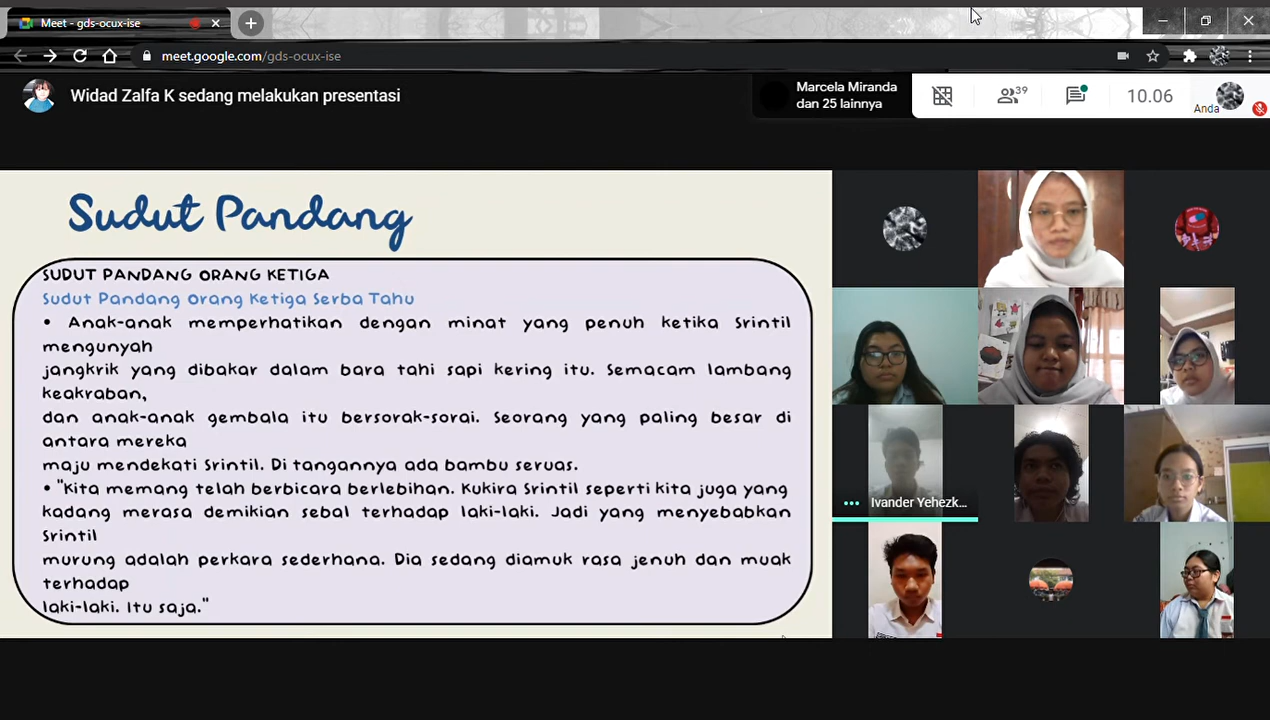 Meet - gds-ocux-ise
meet.google.com/gds-ocux-ise
Widad Zalfa K sedang melakukan presentasi
Marcela Miranda
dan 25 lainnya
39
10.06
Anda
Sudut Pandang
SUDUT PANDANG ORANG KETIGA
Sudut Pandang Orang Ketiga Serba Tahu
• Anak-anak memperhatikan dengan minat yang penuh ketika Srintil
mengunyah
jangkrik yang dibakar dalam bara tahi sapi kering itu. Semacam lambang
keakraban,
dan anak-anak gembala itu bersorak-sorai. Seorang yang paling besar di
antara mereka
maju mendekati Srintil. Di tangannya ada bambu seruas.
• "Kita memang telah berbicara berlebihan. Kukira Srintil seperti kita juga yang
kadang merasa demikian sebal terhadap laki-laki. Jadi yang menyebabkan
Srintil
murung adalah perkara sederhana. Dia sedang diamuk rasa jenuh dan muak
terhadap
laki-laki. Itu saja."
Ivander Yehezk...